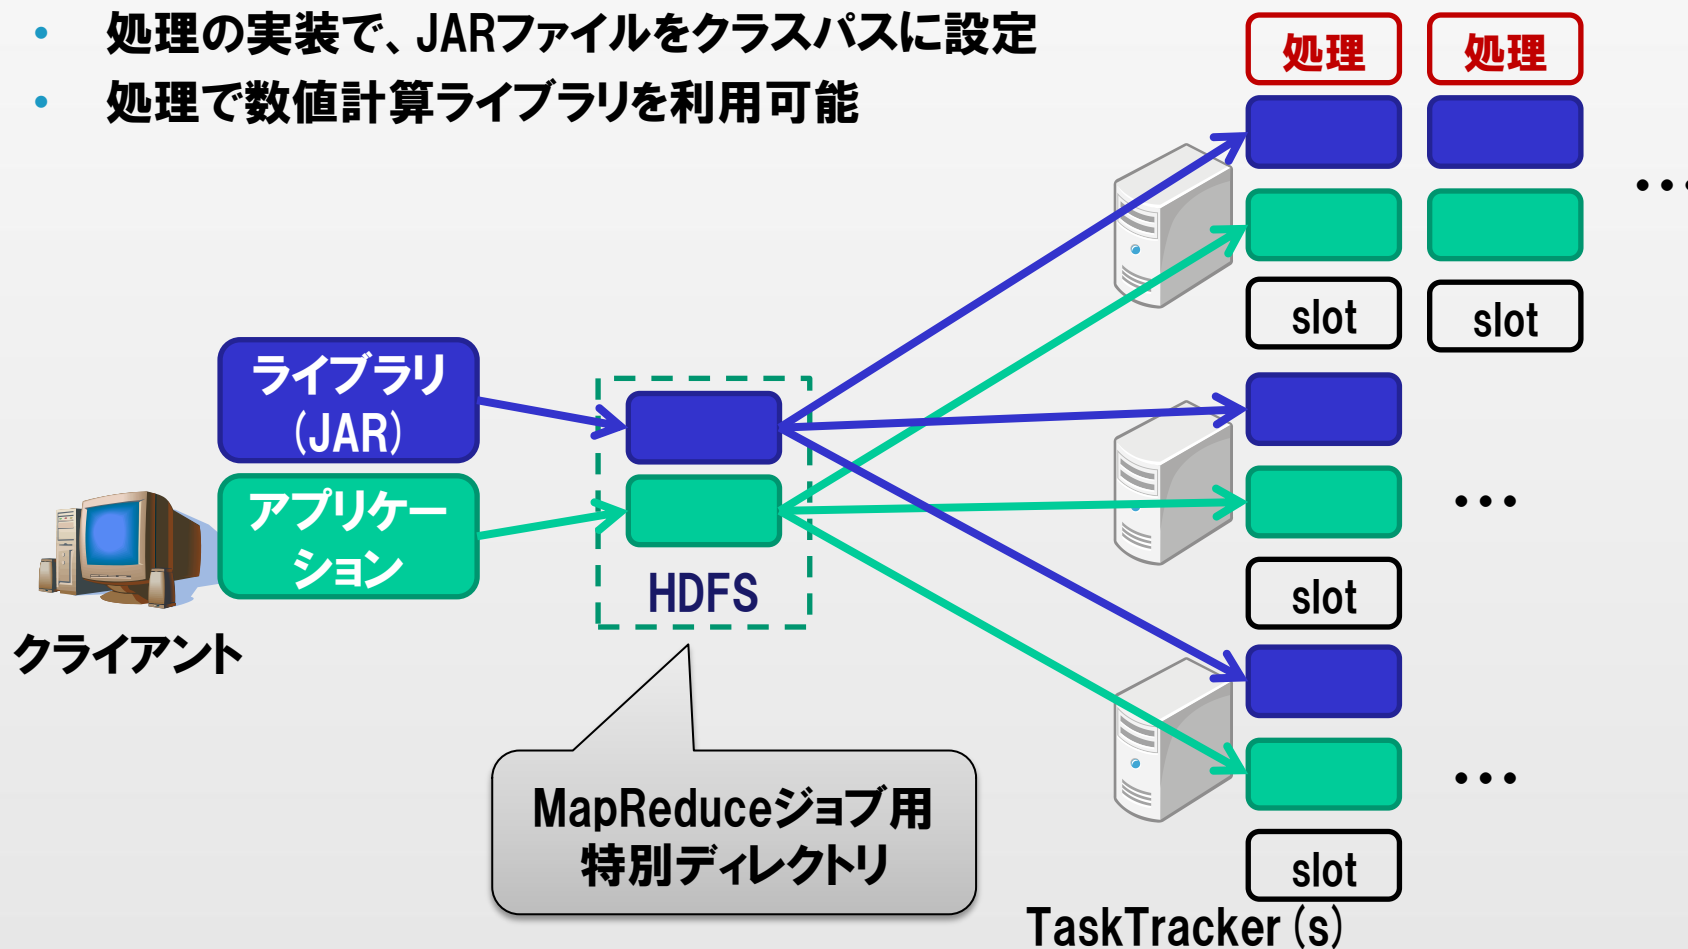 • 処理の実装で、JARファイルをクラスパスに設定
• 処理で数値計算ライブラリを利用可能
処理
処理
…
slot
slot
ライブラリ
(JAR)
アプリケー
ション
HDFS
クライアント
…
slot
MapReduceジョブ用
特別ディレクトリ
…
slot
TaskTracker(s)